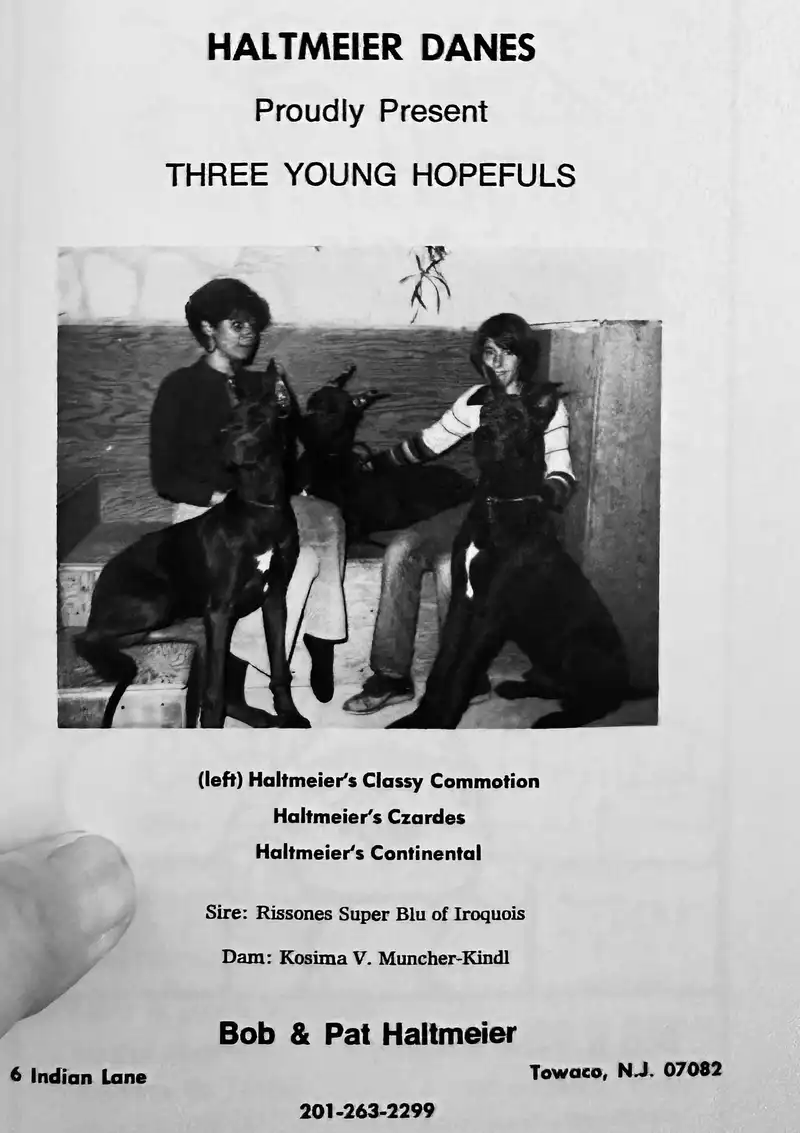 HALTMEIER DANES
Proudly Present
THREE YOUNG HOPEFULS
(left) Haltmeier's Classy Commotion
Haltmeier's Czardes
Haltmeier's Continental
Sire: Rissones Super Blu of Iroquois
Dam: Kosima V. Muncher-Kindl
Bob & Pat Haltmeier
6 Indian Lane
Towaco, N.J. 07082
201-263-2299